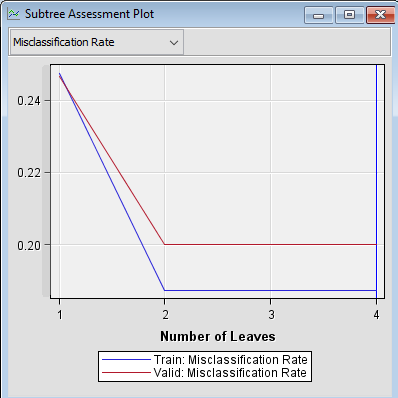 Subtree Assessment Plot
Misclassification Rate
0.24
0.22
0.20
1 2 3 4
Number of Leaves
Train: Misclassification Rate
Valid: Misclassification Rate